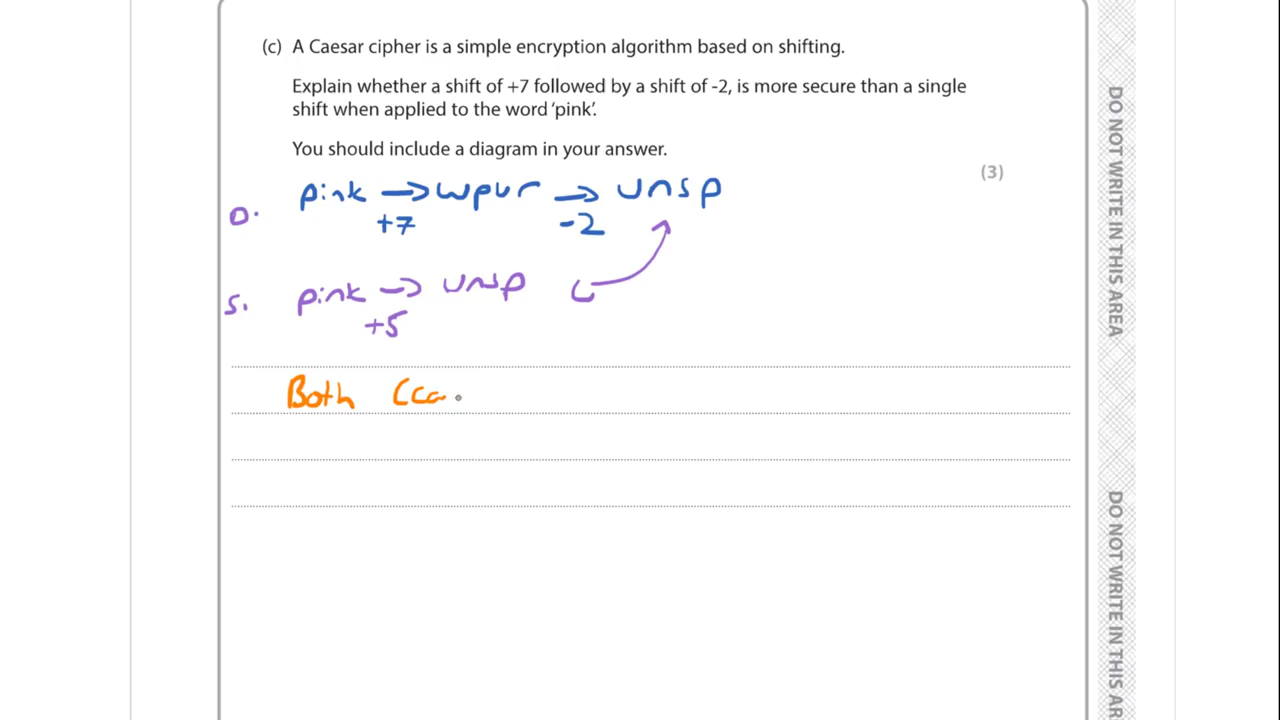 (c) A Caesar cipher is a simple encryption algorithm based on shifting.
Explain whether a shift of +7 followed by a shift of -2, is more secure than a single
shift when applied to the word ‘pink’.
You should include a diagram in your answer.
(3)
D. pink → wpur → unsp
+7 -2
S. pink → unsp
+5
Both
DO NOT WRITE IN THIS AREA
DO NOT WRITE IN THIS AR